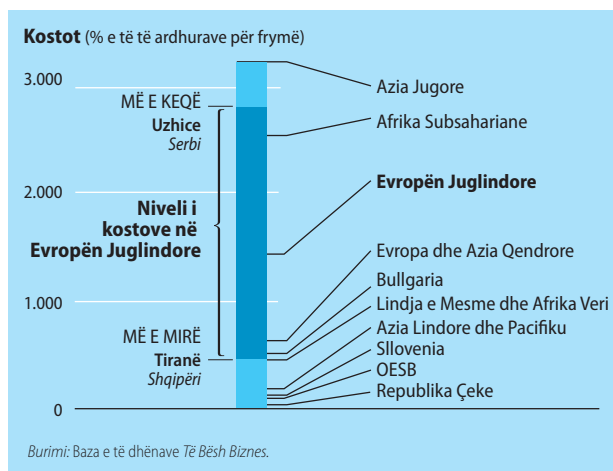 Kostot (% e të të ardhurave për frymë)
3.000
2.000
1.000
0
MË E KEQË
Uzhice
Serbi
Niveli i
kostove në
Evropën Juglindore
MË E MIRË
Tiranë
Shqipëri
Azia Jugore
Afrika Subsahariane
Evropën Juglindore
Evropa dhe Azia Qendrore
Bullgaria
Lindja e Mesme dhe Afrika Veri
Azia Lindore dhe Pacifiku
Sllovenia
OESB
Republika Çeke
Burimi: Baza e të dhënave Të Bësh Biznes.